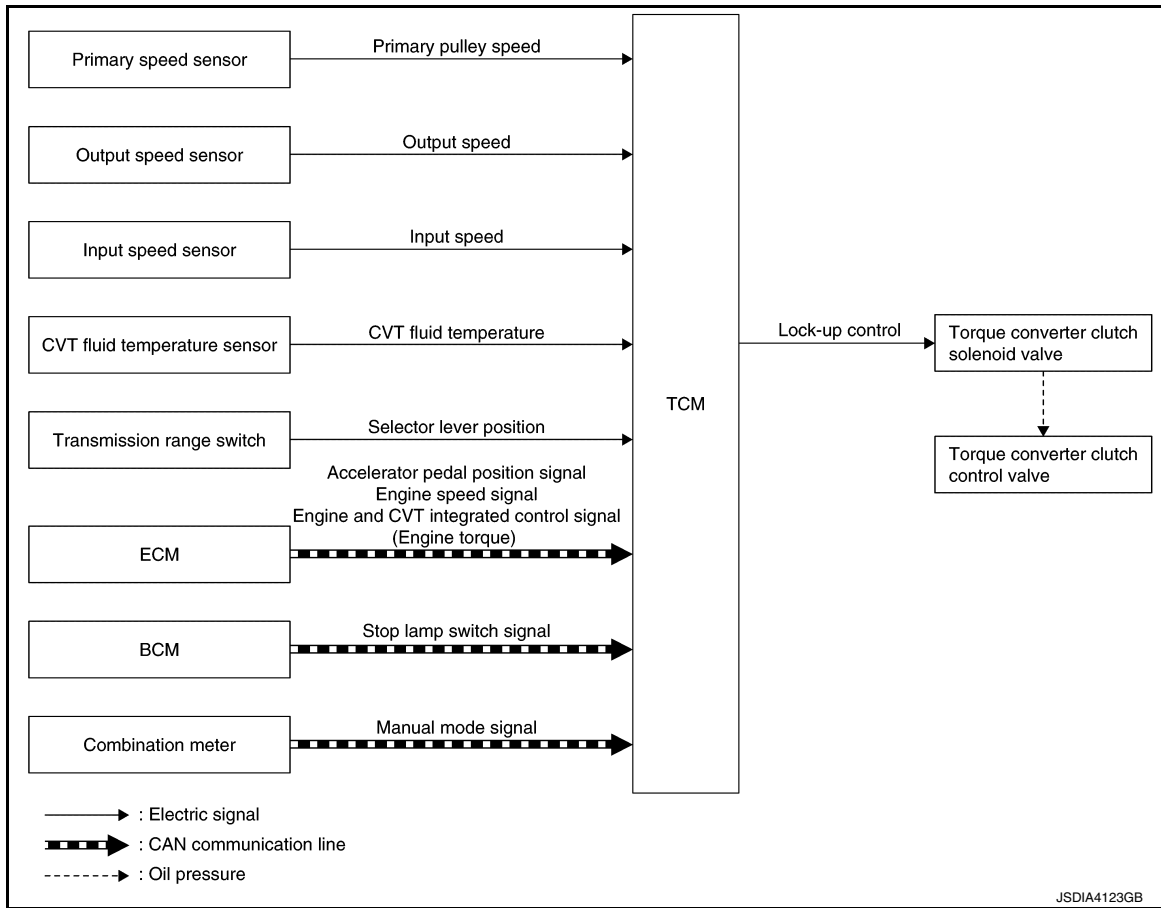 Primary speed sensor
Primary pulley speed
Output speed sensor
Output speed
Input speed sensor
Input speed
CVT fluid temperature sensor
CVT fluid temperature
Transmission range switch
Selector lever position
ECM
Accelerator pedal position signal
Engine speed signal
Engine and CVT integrated control signal
(Engine torque)
BCM
Stop lamp switch signal
Combination meter
Manual mode signal
TCM
Lock-up control
Torque converter clutch
solenoid valve
Torque converter clutch
control valve
: Electric signal
: CAN communication line
: Oil pressure
JSDIA4123GB